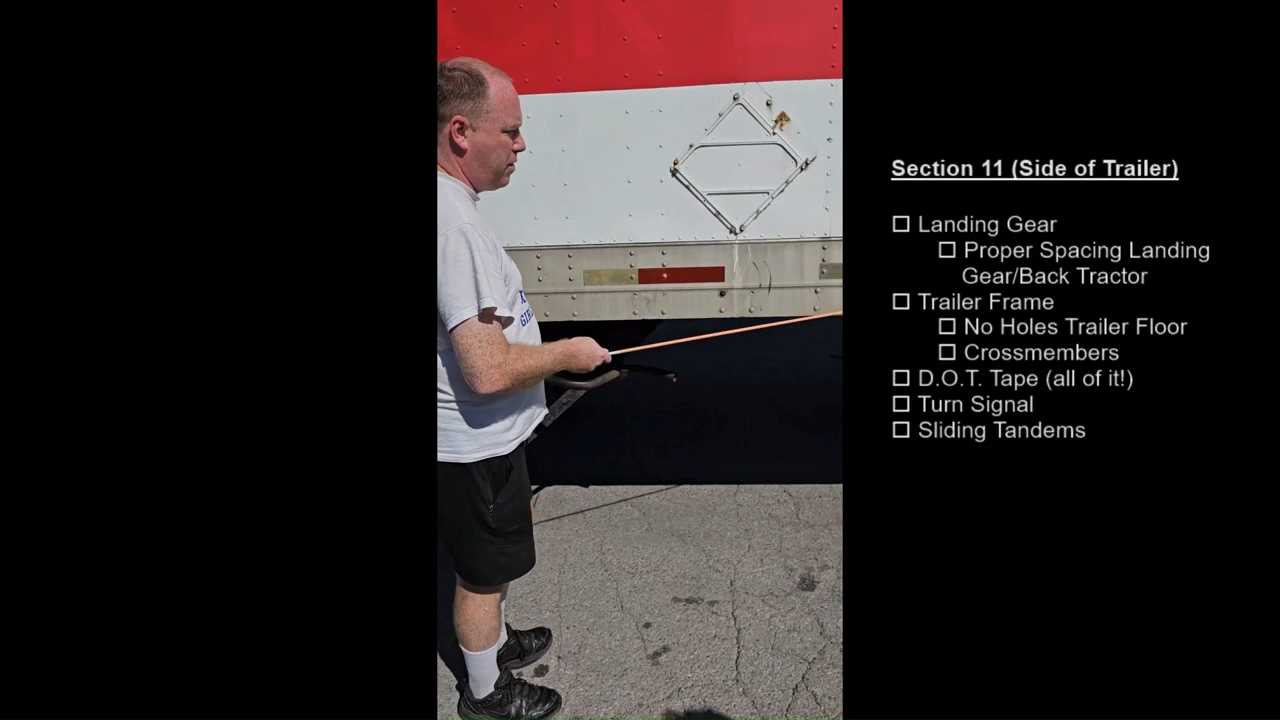 Section 11 (Side of Trailer)
☐ Landing Gear
☐ Proper Spacing Landing
Gear/Back Tractor
☐ Trailer Frame
☐ No Holes Trailer Floor
☐ Crossmembers
☐ D.O.T. Tape (all of it!)
☐ Turn Signal
☐ Sliding Tandems